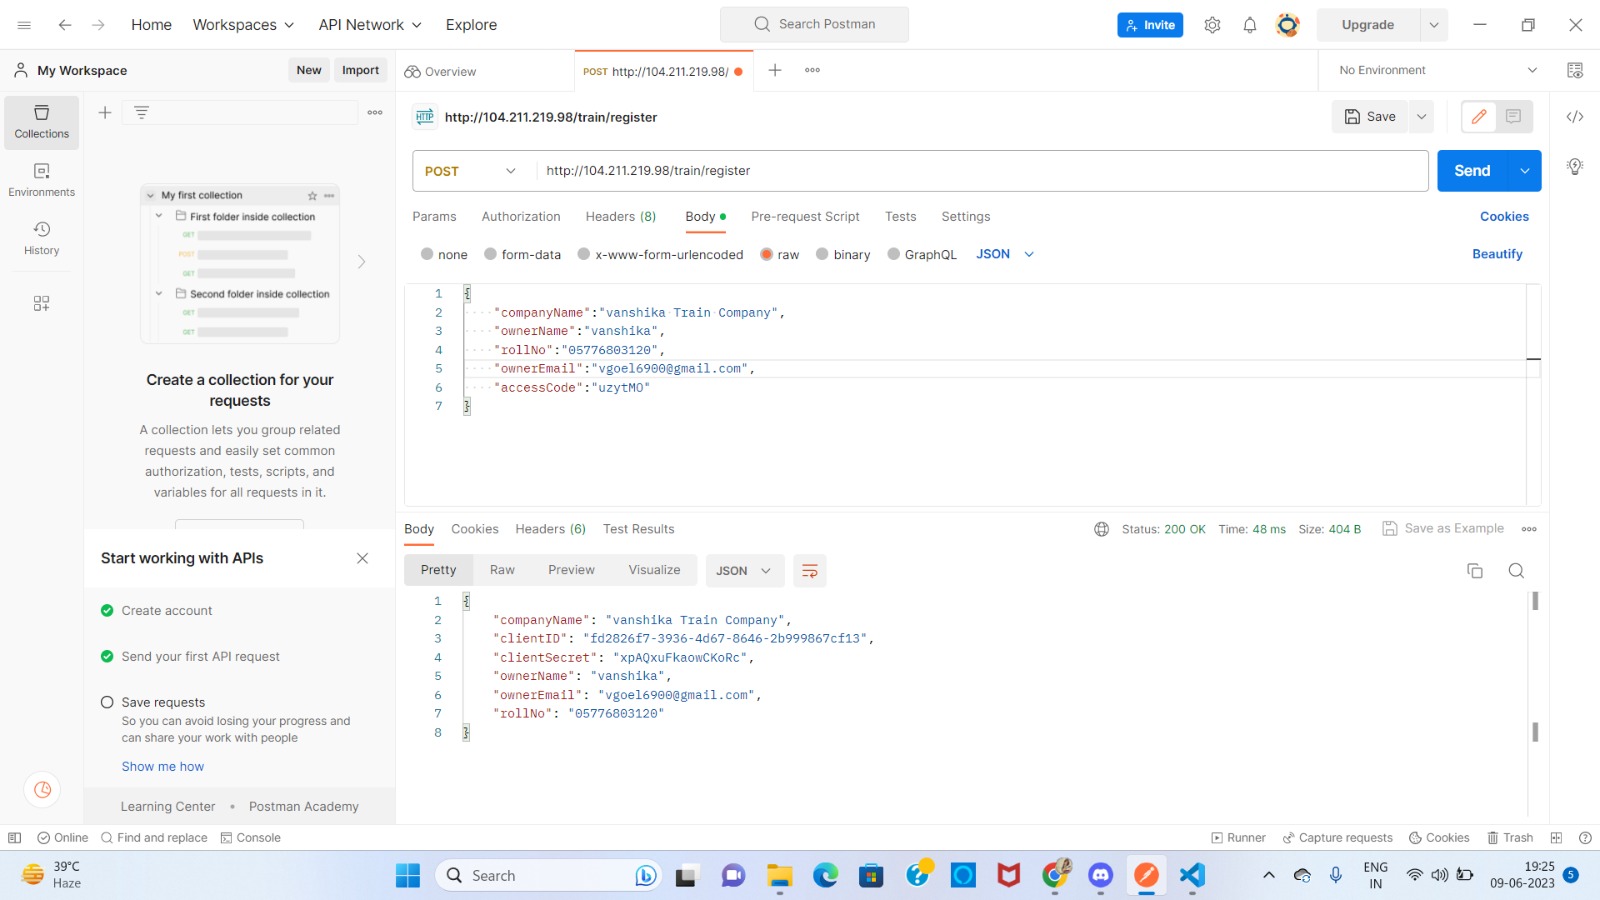 Home Workspaces API Network Explore Search Postman Invite Upgrade
My Workspace New Import Overview POST http://104.211.219.98/ No Environment
Collections
Environments
History
My first collection
First folder inside collection
GET
POST
GET
Second folder inside collection
GET
GET
Create a collection for your
requests
A collection lets you group related
requests and easily set common
authorization, tests, scripts, and
variables for all requests in it.
Start working with APIs
Create account
Send your first API request
Save requests
So you can avoid losing your progress and
can share your work with people
Show me how
Learning Center • Postman Academy
HTTP http://104.211.219.98/train/register Save
POST http://104.211.219.98/train/register Send
Params Authorization Headers (8) Body Pre-request Script Tests Settings Cookies
none form-data x-www-form-urlencoded raw binary GraphQL JSON Beautify
1 {
2 "companyName":"vanshika Train Company",
3 "ownerName":"vanshika",
4 "rollNo":"05776803120",
5 "ownerEmail":"vgoel6900@gmail.com",
6 "accessCode":"uzytMO"
7 }
Body Cookies Headers (6) Test Results Status: 200 OK Time: 48 ms Size: 404 B Save as Example
Pretty Raw Preview Visualize JSON
1 {
2 "companyName": "vanshika Train Company",
3 "clientID": "fd2826f7-3936-4d67-8646-2b999867cf13",
4 "clientSecret": "xpAQxuFkaowCKoRc",
5 "ownerName": "vanshika",
6 "ownerEmail": "vgoel6900@gmail.com",
7 "rollNo": "05776803120"
8 }
Online Find and replace Console Runner Capture requests Cookies Trash
39°C
Haze
Search
ENG
IN
19:25
09-06-2023
5